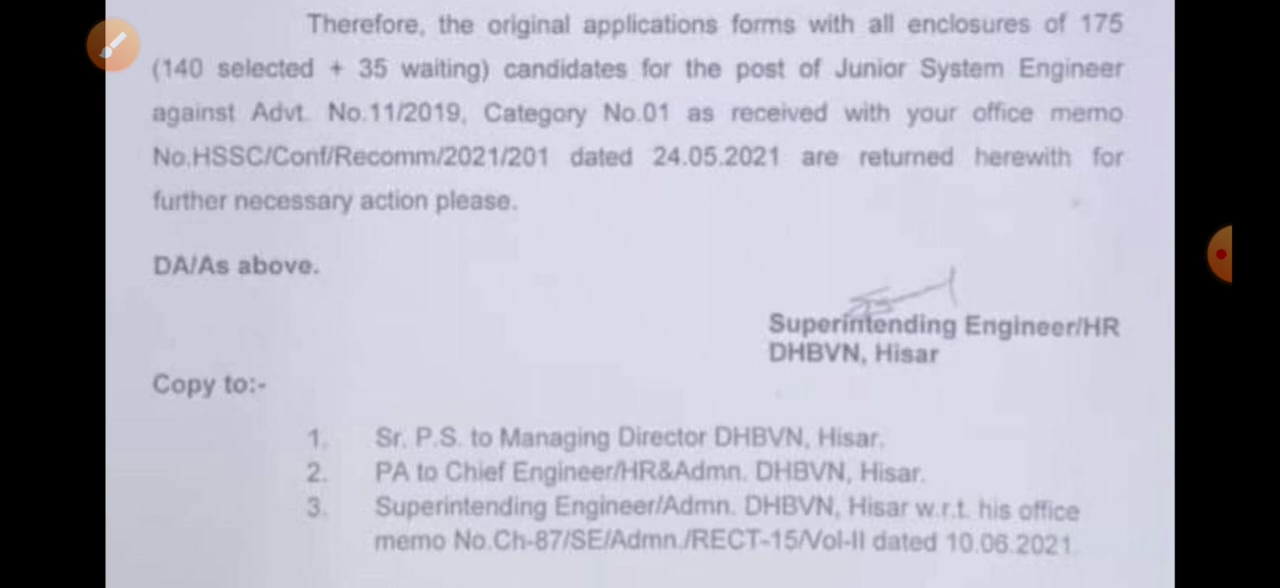 Therefore, the original applications forms with all enclosures of 175
(140 selected + 35 waiting) candidates for the post of Junior System Engineer
against Advt. No.11/2019, Category No.01 as received with your office memo
No.HSSC/Conf/Recomm/2021/201 dated 24.05.2021 are returned herewith for
further necessary action please.
DA/As above.
Superintending Engineer/HR
DHBVN, Hisar
Copy to:-
1. Sr. P.S. to Managing Director DHBVN, Hisar.
2. PA to Chief Engineer/HR&Admn. DHBVN, Hisar.
3. Superintending Engineer/Admn. DHBVN, Hisar w.r.t. his office
memo No.Ch-87/SE/Admn./RECT-15/Vol-II dated 10.06.2021.